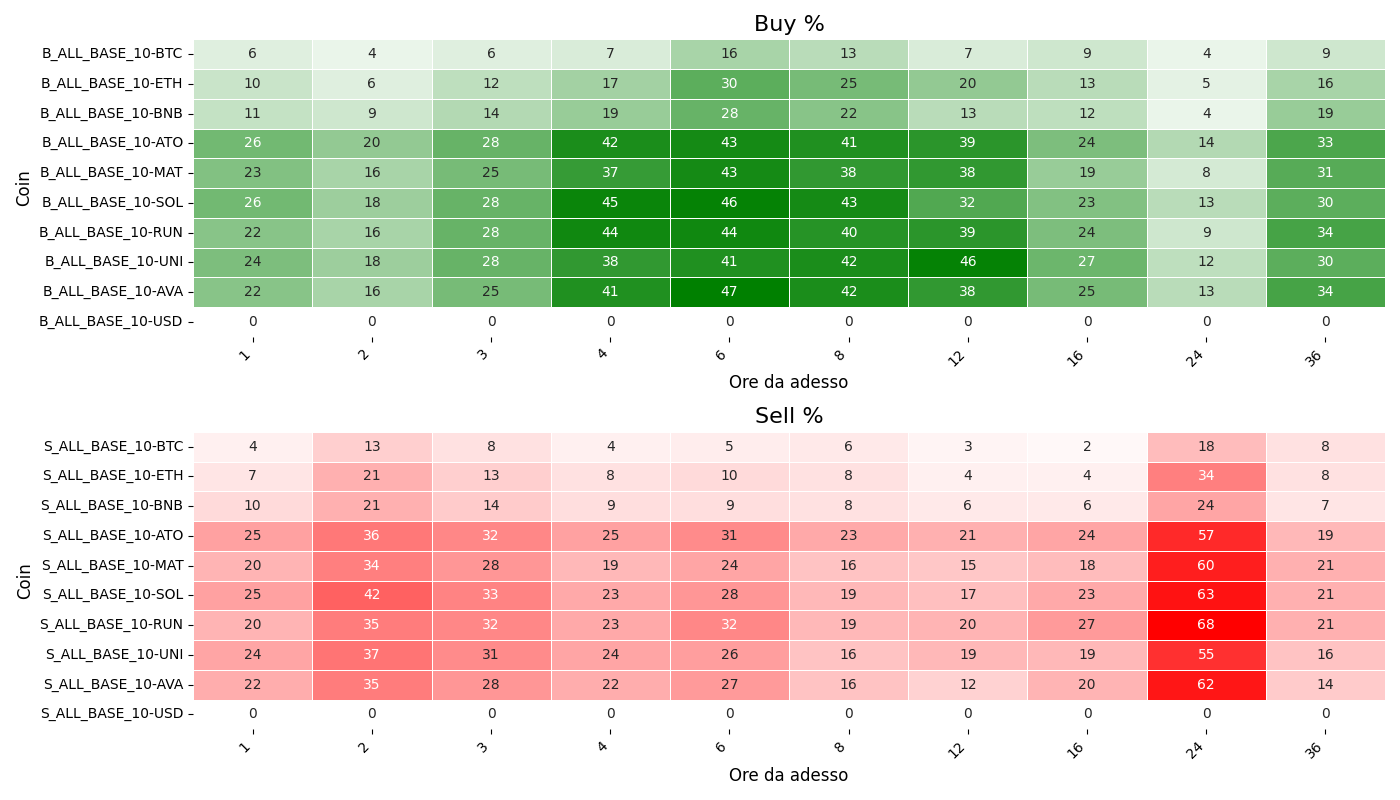 Buy %
Coin
B_ALL_BASE_10-BTC 6 4 6 7 16 13 7 9 4 9
B_ALL_BASE_10-ETH 10 6 12 17 30 25 20 13 5 16
B_ALL_BASE_10-BNB 11 9 14 19 28 22 13 12 4 19
B_ALL_BASE_10-ATO 26 20 28 42 43 41 39 24 14 33
B_ALL_BASE_10-MAT 23 16 25 37 43 38 38 19 8 31
B_ALL_BASE_10-SOL 26 18 28 45 46 43 32 23 13 30
B_ALL_BASE_10-RUN 22 16 28 44 44 40 39 24 9 34
B_ALL_BASE_10-UNI 24 18 28 38 41 42 46 27 12 30
B_ALL_BASE_10-AVA 22 16 25 41 47 42 38 25 13 34
B_ALL_BASE_10-USD 0 0 0 0 0 0 0 0 0 0
1 2 3 4 6 8 12 16 24 36
Ore da adesso
Sell %
Coin
S_ALL_BASE_10-BTC 4 13 8 4 5 6 3 2 18 8
S_ALL_BASE_10-ETH 7 21 13 8 10 8 4 4 34 8
S_ALL_BASE_10-BNB 10 21 14 9 9 8 6 6 24 7
S_ALL_BASE_10-ATO 25 36 32 25 31 23 21 24 57 19
S_ALL_BASE_10-MAT 20 34 28 19 24 16 15 18 60 21
S_ALL_BASE_10-SOL 25 42 33 23 28 19 17 23 63 21
S_ALL_BASE_10-RUN 20 35 32 23 32 19 20 27 68 21
S_ALL_BASE_10-UNI 24 37 31 24 26 16 19 19 55 16
S_ALL_BASE_10-AVA 22 35 28 22 27 16 12 20 62 14
S_ALL_BASE_10-USD 0 0 0 0 0 0 0 0 0 0
1 2 3 4 6 8 12 16 24 36
Ore da adesso